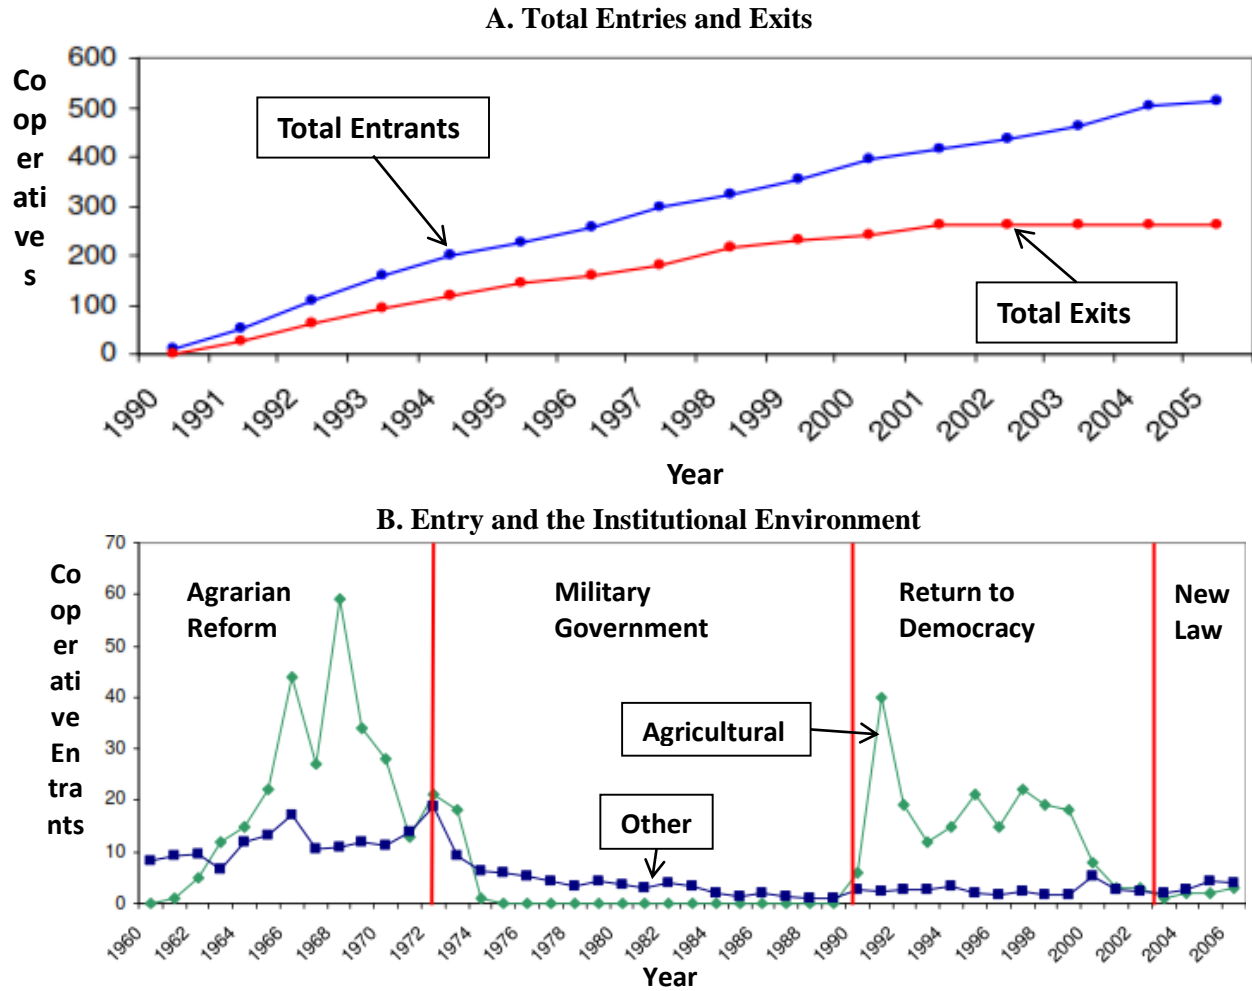 A. Total Entries and Exits
600
500
400
300
200
100
0
Co
op
er
ati
ve
s
Total Entrants
Total Exits
1990
1991
1992
1993
1994
1995
1996
1997
1998
1999
2000
2001
2002
2003
2004
2005
Year
B. Entry and the Institutional Environment
70
60
50
40
30
20
10
0
Co
op
er
ati
ve
En
tra
nts
Agrarian
Reform
Military
Government
Return to
Democracy
New
Law
Agricultural
Other
1960
1962
1964
1966
1968
1970
1972
1974
1976
1978
1980
1982
1984
1986
1988
1990
1992
1994
1996
1998
2000
2002
2004
2006
Year